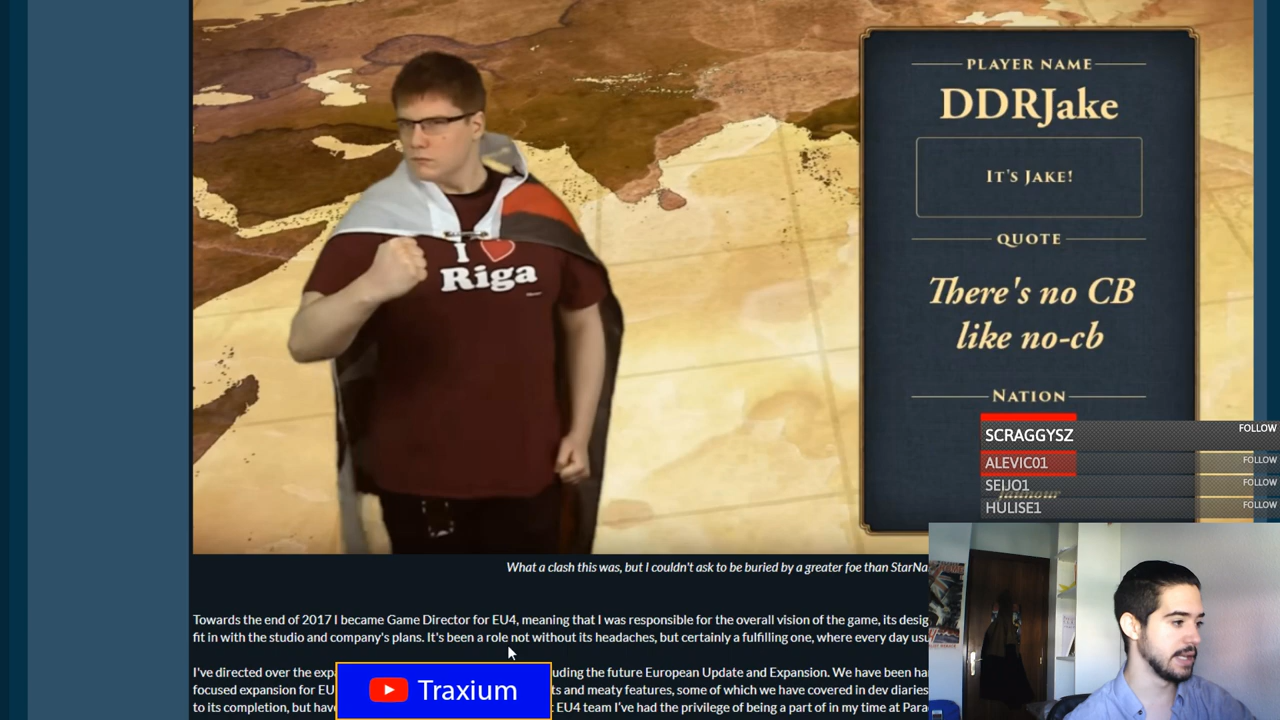 PLAYER NAME
DDRJake
IT'S JAKE!
QUOTE
There's no CB
like no-cb
NATION
I
Riga
SCRAGGYSZ FOLLOW
ALEVIC01 FOLLOW
SEIJO1 FOLLOW
HULISE1 FOLLOW
What a clash this was, but I couldn't ask to be buried by a greater foe than StarNa
Towards the end of 2017 I became Game Director for EU4, meaning that I was responsible for the overall vision of the game, its desig
fit in with the studio and company's plans. It's been a role not without its headaches, but certainly a fulfilling one, where every day usu
I've directed over the expa uding the future European Update and Expansion. We have been ha
focused expansion for EU ts and meaty features, some of which we have covered in dev diaries
to its completion, but hav EU4 team I've had the privilege of being a part of in my time at Para
Traxium